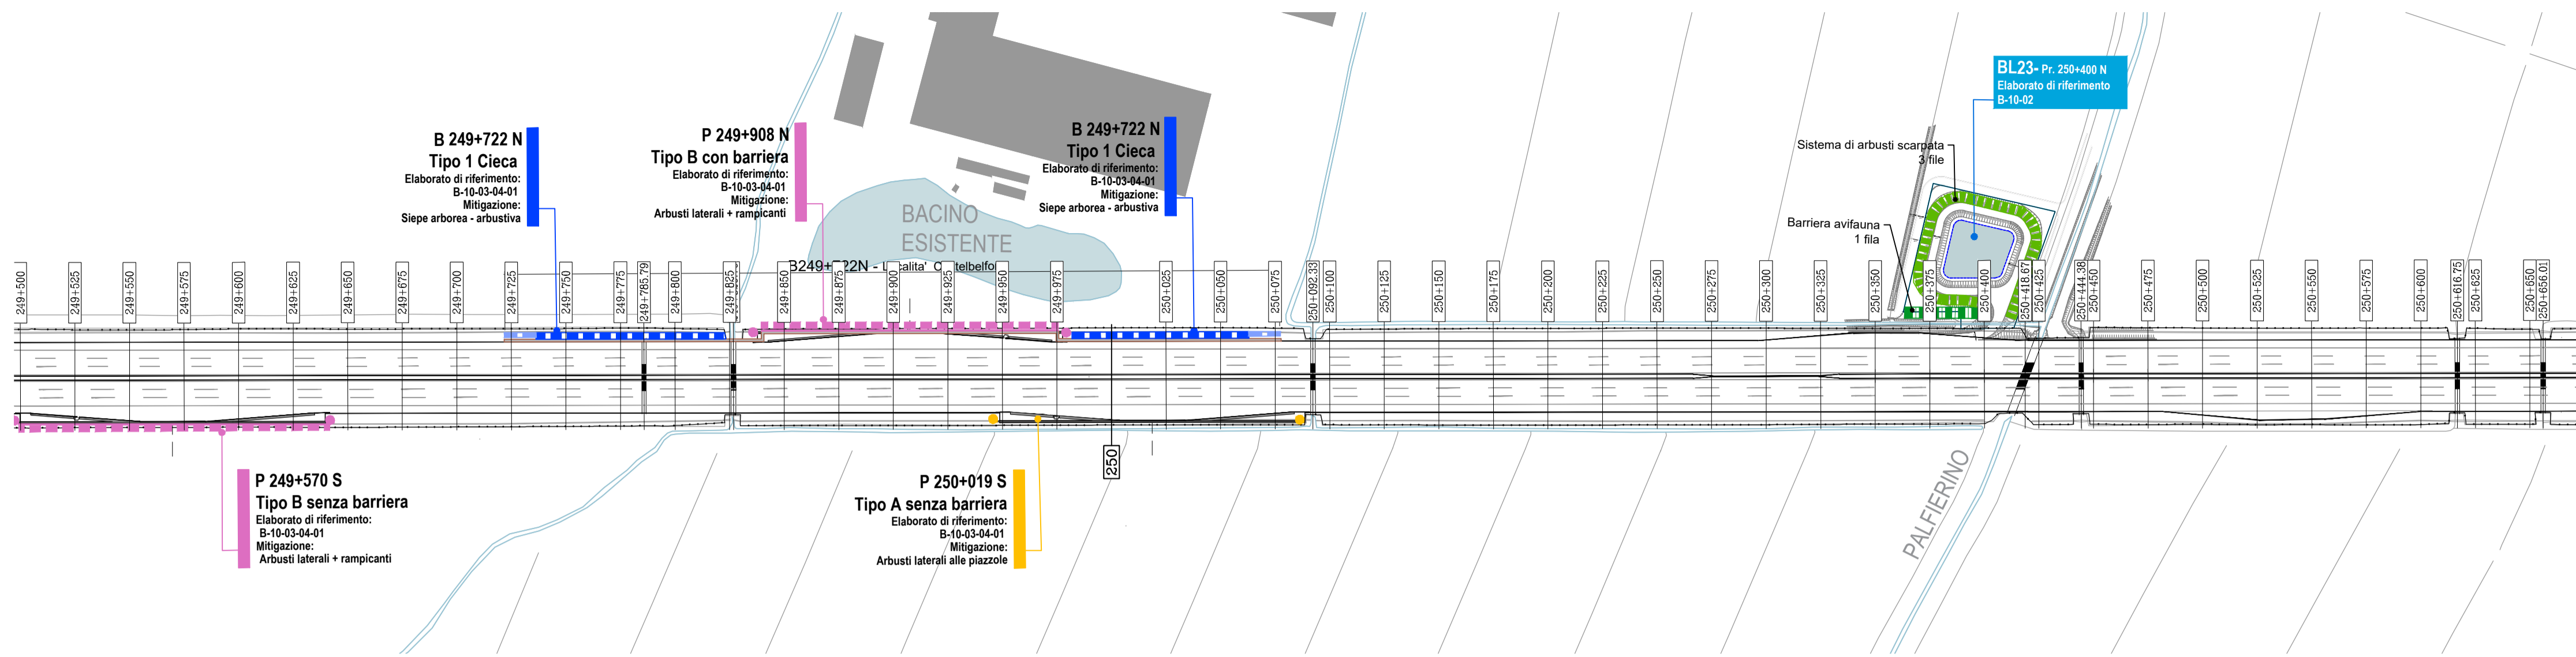 BL23- Pr. 250+400 N
Elaborato di riferimento
B-10-02
B 249+722 N
Tipo 1 Cieca
Elaborato di riferimento:
B-10-03-04-01
Mitigazione:
Siepe arborea - arbustiva
P 249+908 N
Tipo B con barriera
Elaborato di riferimento:
B-10-03-04-01
Mitigazione:
Arbusti laterali + rampicanti
B 249+722 N
Tipo 1 Cieca
Elaborato di riferimento:
B-10-03-04-01
Mitigazione:
Siepe arborea - arbustiva
Sistema di arbusti scarpata
3 file
Barriera avifauna
1 fila
BACINO
ESISTENTE
249+500
249+525
249+550
249+575
249+600
249+625
249+650
249+675
249+700
249+725
249+750
249+775
249+785.79
249+800
249+825
249+850
249+875
249+900
249+925
249+950
249+975
250+025
250+050
250+075
250+092.33
250+100
250+125
250+150
250+175
250+200
250+225
250+250
250+275
250+300
250+325
250+350
250+375
250+400
250+418.67
250+425
250+444.38
250+450
250+475
250+500
250+525
250+550
250+575
250+600
250+616.75
250+625
250+650
250+656.01
250
P 249+570 S
Tipo B senza barriera
Elaborato di riferimento:
B-10-03-04-01
Mitigazione:
Arbusti laterali + rampicanti
P 250+019 S
Tipo A senza barriera
Elaborato di riferimento:
B-10-03-04-01
Mitigazione:
Arbusti laterali alle piazzole
PALFIERINO